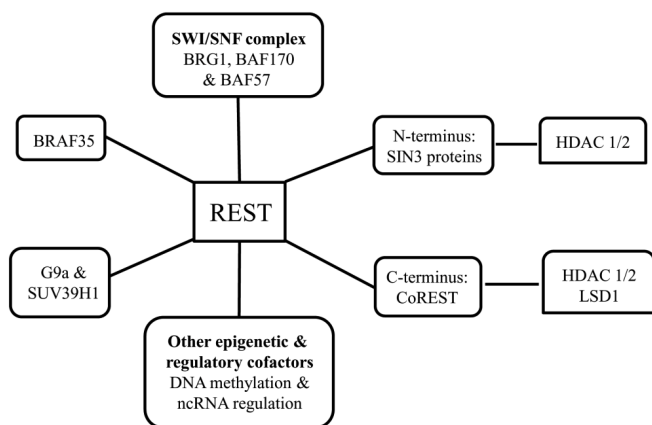 SWI/SNF complex
BRG1, BAF170
& BAF57
BRAF35
N-terminus:
SIN3 proteins
HDAC 1/2
REST
G9a &
SUV39H1
C-terminus:
CoREST
HDAC 1/2
LSD1
Other epigenetic &
regulatory cofactors
DNA methylation &
ncRNA regulation